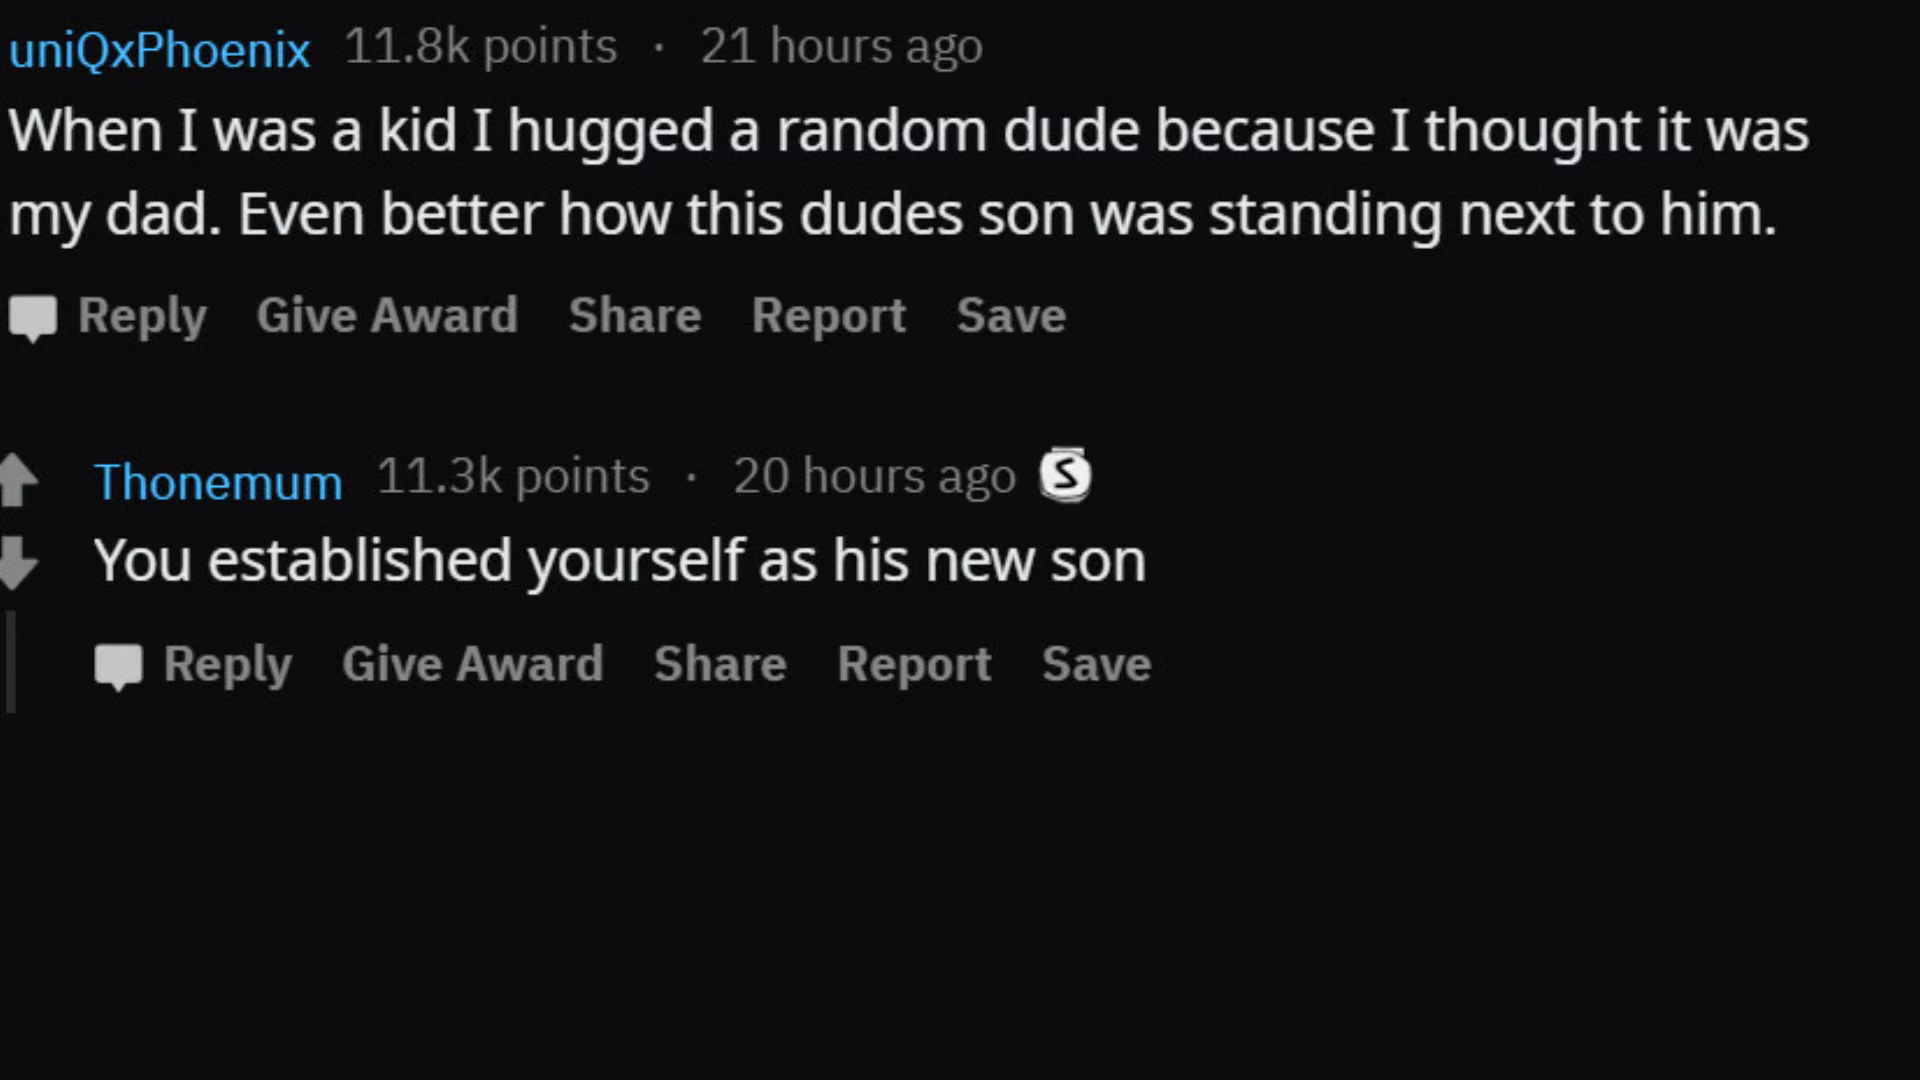 uniQxPhoenix 11.8k points · 21 hours ago
When I was a kid I hugged a random dude because I thought it was
my dad. Even better how this dudes son was standing next to him.
Reply Give Award Share Report Save
Thonemum 11.3k points · 20 hours ago S
You established yourself as his new son
Reply Give Award Share Report Save